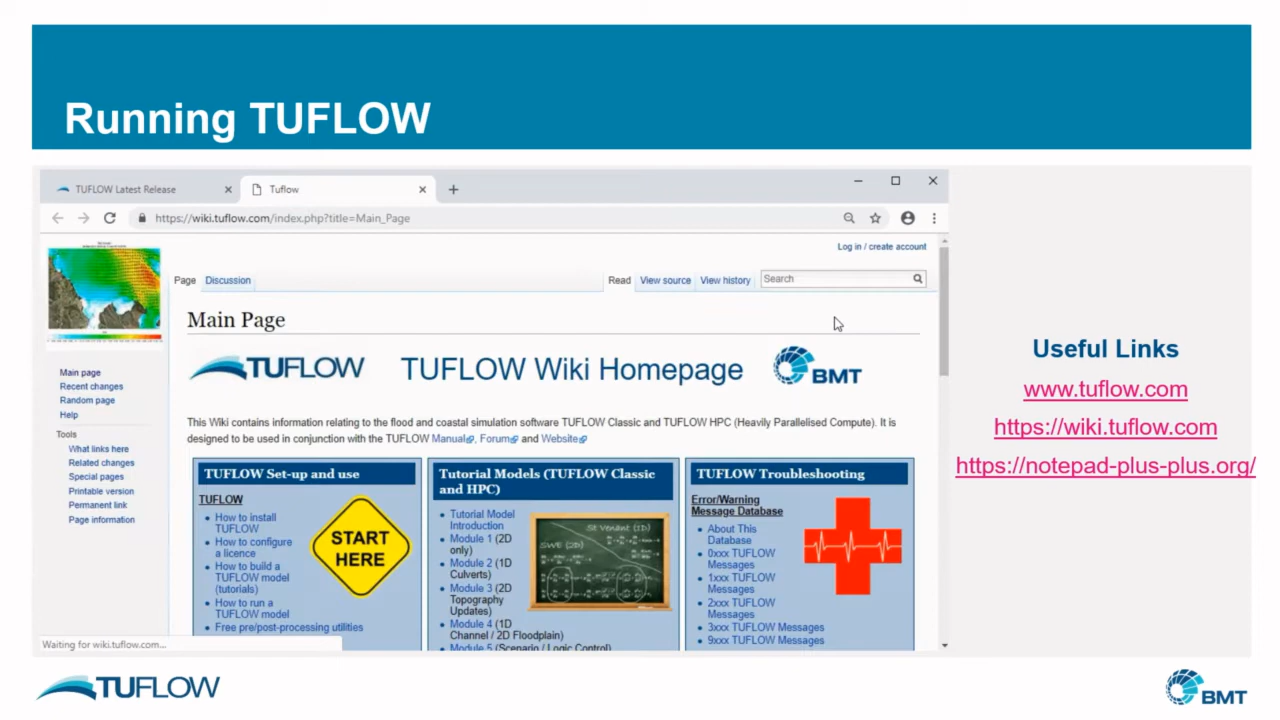 Running TUFLOW
TUFLOW Latest Release
Tuflow
https://wiki.tuflow.com/index.php?title=Main_Page
Log in / create account
Page
Discussion
Read
View source
View history
Search
Main Page
TUFLOW
TUFLOW Wiki Homepage
BMT
Main page
Recent changes
Random page
Help
Tools
What links here
Related changes
Special pages
Printable version
Permanent link
Page information
This Wiki contains information relating to the flood and coastal simulation software TUFLOW Classic and TUFLOW HPC (Heavily Parallelised Compute). It is
designed to be used in conjunction with the TUFLOW Manual, Forum and Website
TUFLOW Set-up and use
TUFLOW
How to install
TUFLOW
How to configure
a licence
How to build a
TUFLOW model
(tutorials)
How to run a
TUFLOW model
Free pre/post-processing utilities
START
HERE
Tutorial Models (TUFLOW Classic
and HPC)
Tutorial Model
Introduction
Module 1 (2D
only)
Module 2 (1D
Culverts)
Module 3 (2D
Topography
Updates)
Module 4 (1D
Channel / 2D Floodplain)
Module 5 (Scenario / Logic Control)
St Venant (1D)
SWE (2D)
TUFLOW Troubleshooting
Error/Warning
Message Database
About This
Database
0xxx TUFLOW
Messages
1xxx TUFLOW
Messages
2xxx TUFLOW
Messages
3xxx TUFLOW Messages
9xxx TUFLOW Messages
Waiting for wiki.tuflow.com...
Useful Links
www.tuflow.com
https://wiki.tuflow.com
https://notepad-plus-plus.org/
TUFLOW
BMT